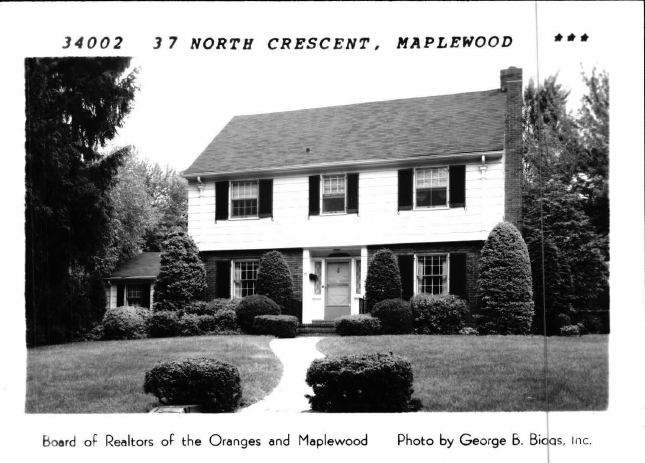 34002 37 NORTH CRESCENT, MAPLEWOOD ***
Board of Realtors of the Oranges and Maplewood Photo by George B. Biggs, Inc.